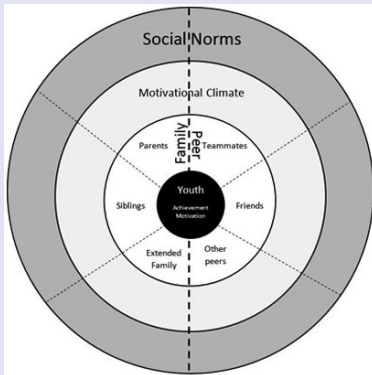 Social Norms
Motivational Climate
Family
Peer
Parents
Teammates
Youth
Achievement
Motivation
Siblings
Friends
Extended
Family
Other
peers